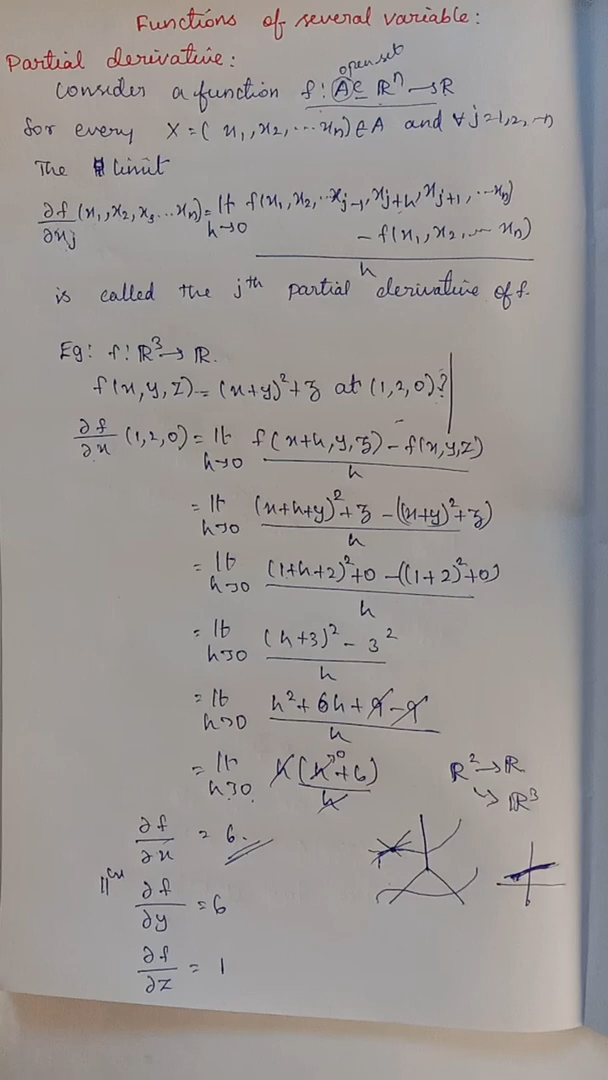 Functions of several variable:
Partial derivative:
open set
Consider a function f: A ⊆ ℝⁿ → ℝ
for every X = (x₁, x₂, ... xₙ) ∈ A and ∀ j = 1, 2, ... n
The limit
∂f/∂xⱼ (x₁, x₂, x₃ ... xₙ) = lt h→0 [f(x₁, x₂, ... xⱼ₋₁, xⱼ + h, xⱼ₊₁, ... xₙ)
− f(x₁, x₂, ... xₙ)] / h
is called the jᵗʰ partial derivative of f.
Eg: f: ℝ³ → ℝ.
f(x, y, z) = (x+y)² + z at (1, 2, 0)?
∂f/∂x (1, 2, 0) = lt h→0 [f(x+h, y, z) − f(x, y, z)] / h
= lt h→0 [(x+h+y)² + z − ((x+y)² + z)] / h
= lt h→0 [(1+h+2)² + 0 − ((1+2)² + 0)] / h
= lt h→0 [(h+3)² − 3²] / h
= lt h→0 [h² + 6h + 9 − 9] / h
= lt h→0 h(h→0 + 6) / h
ℝ² → ℝ
↳ ℝ³
∂f/∂x = 6.
∥ˡʸ ∂f/∂y = 6
∂f/∂z = 1